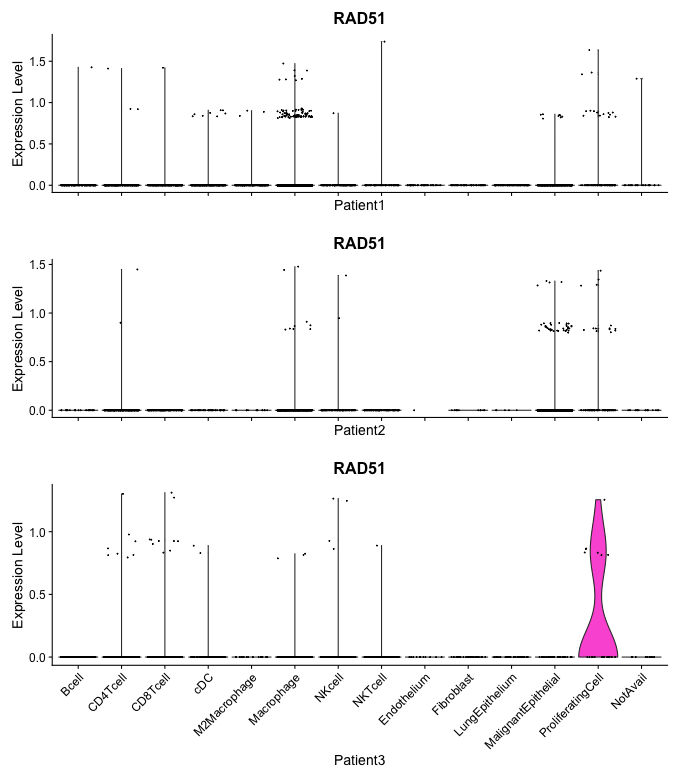 RAD51
Expression Level
1.5
1.0
0.5
0.0
Patient1
RAD51
Expression Level
1.5
1.0
0.5
0.0
Patient2
RAD51
Expression Level
1.0
0.5
0.0
Bcell
CD4Tcell
CD8Tcell
cDC
M2Macrophage
Macrophage
NKcell
NKTcell
Endothelium
Fibroblast
LungEpithelium
MalignantEpithelial
ProliferatingCell
NotAvail
Patient3